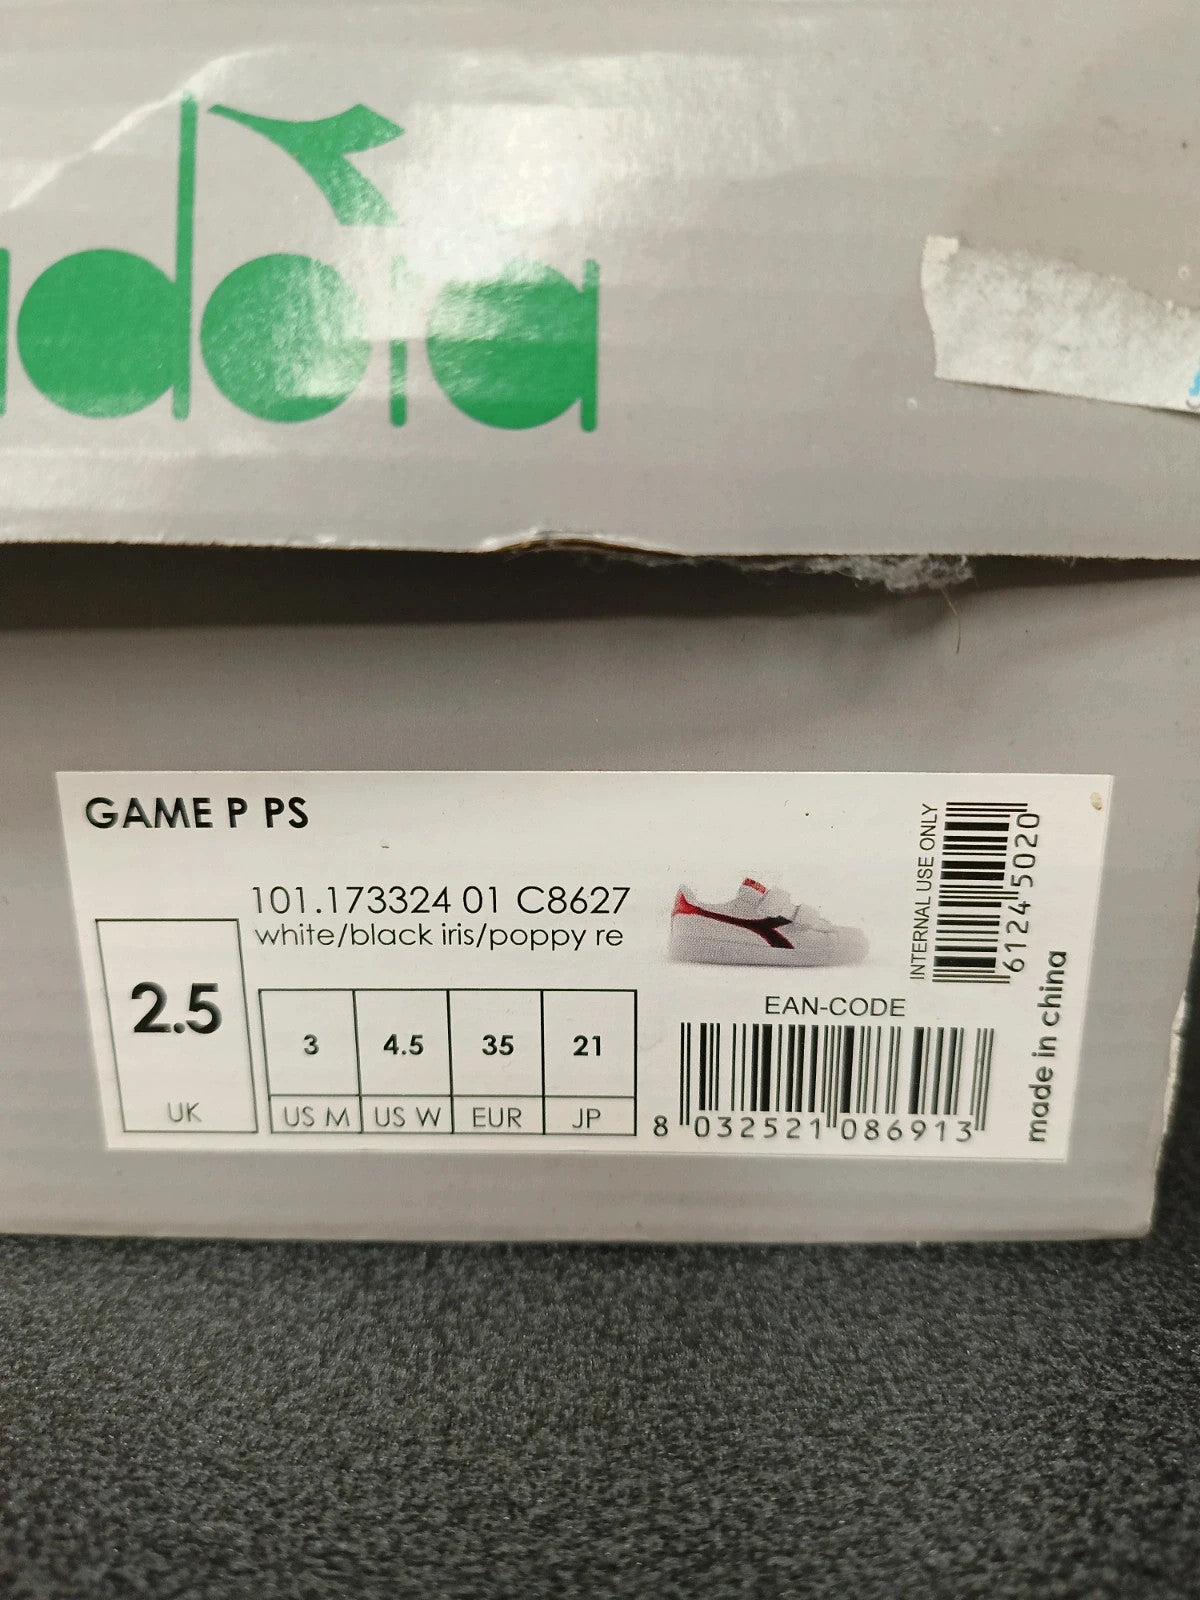 adora
GAME P PS
101.173324 01 C8627
white/black iris/poppy re
2.5
UK
3 4.5 35 21
US M US W EUR JP
EAN-CODE
8 032521 086913
INTERNAL USE ONLY
6124 5020
made in china